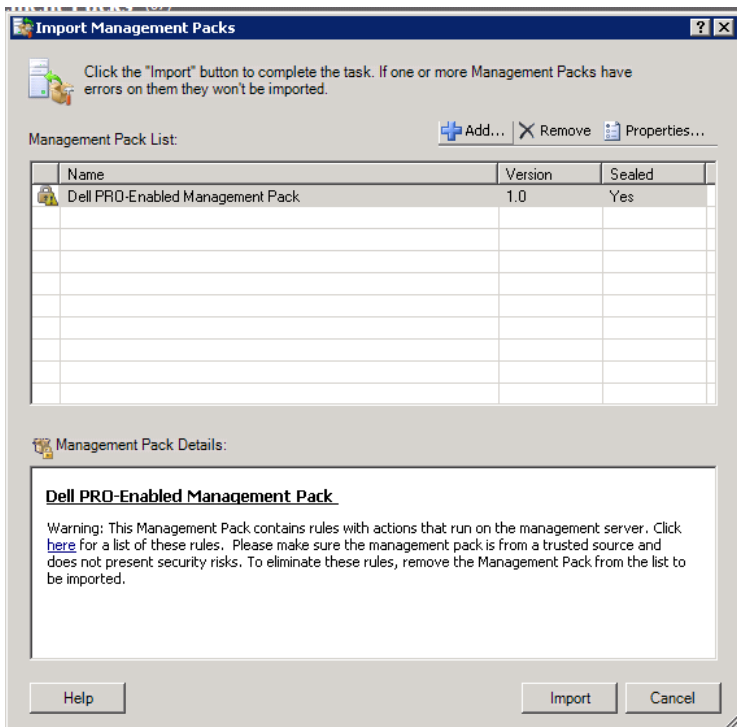 Import Management Packs
Click the "Import" button to complete the task. If one or more Management Packs have
errors on them they won't be imported.
Management Pack List:
Add... Remove Properties...
Name Version Sealed
Dell PRO-Enabled Management Pack 1.0 Yes
Management Pack Details:
Dell PRO-Enabled Management Pack
Warning: This Management Pack contains rules with actions that run on the management server. Click
here for a list of these rules. Please make sure the management pack is from a trusted source and
does not present security risks. To eliminate these rules, remove the Management Pack from the list to
be imported.
Help Import Cancel